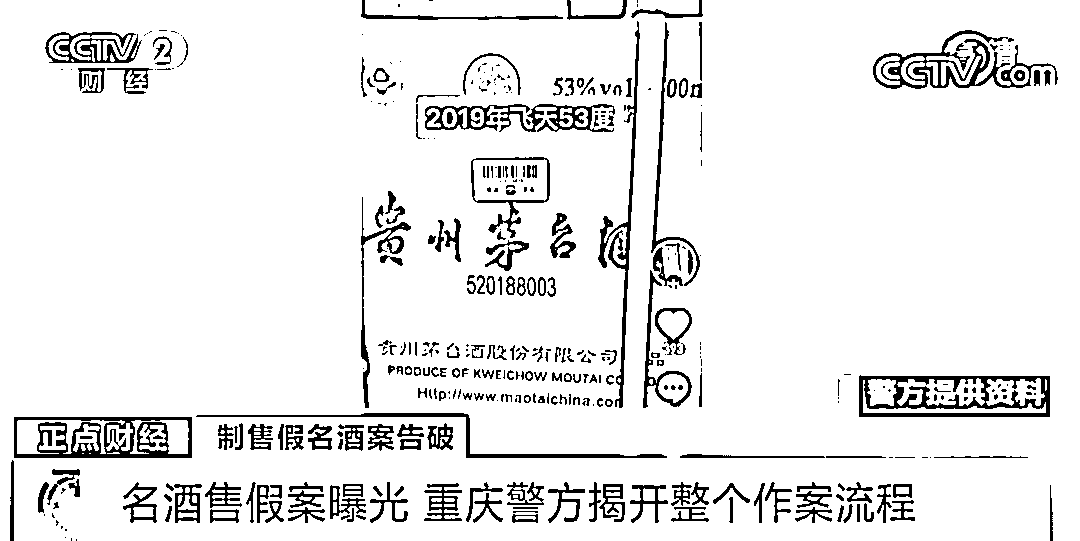 CCTV 2
财经
CCTV com
53%vol
2019年飞天53度
貴州茅台酒
520188003
贵州茅台酒股份有限公司
PRODUCE OF KWEICHOW MOUTAI CO
Http://www.maotaichina.com
警方提供资料
正点财经
制售假名酒案告破
名酒售假案曝光 重庆警方揭开整个作案流程